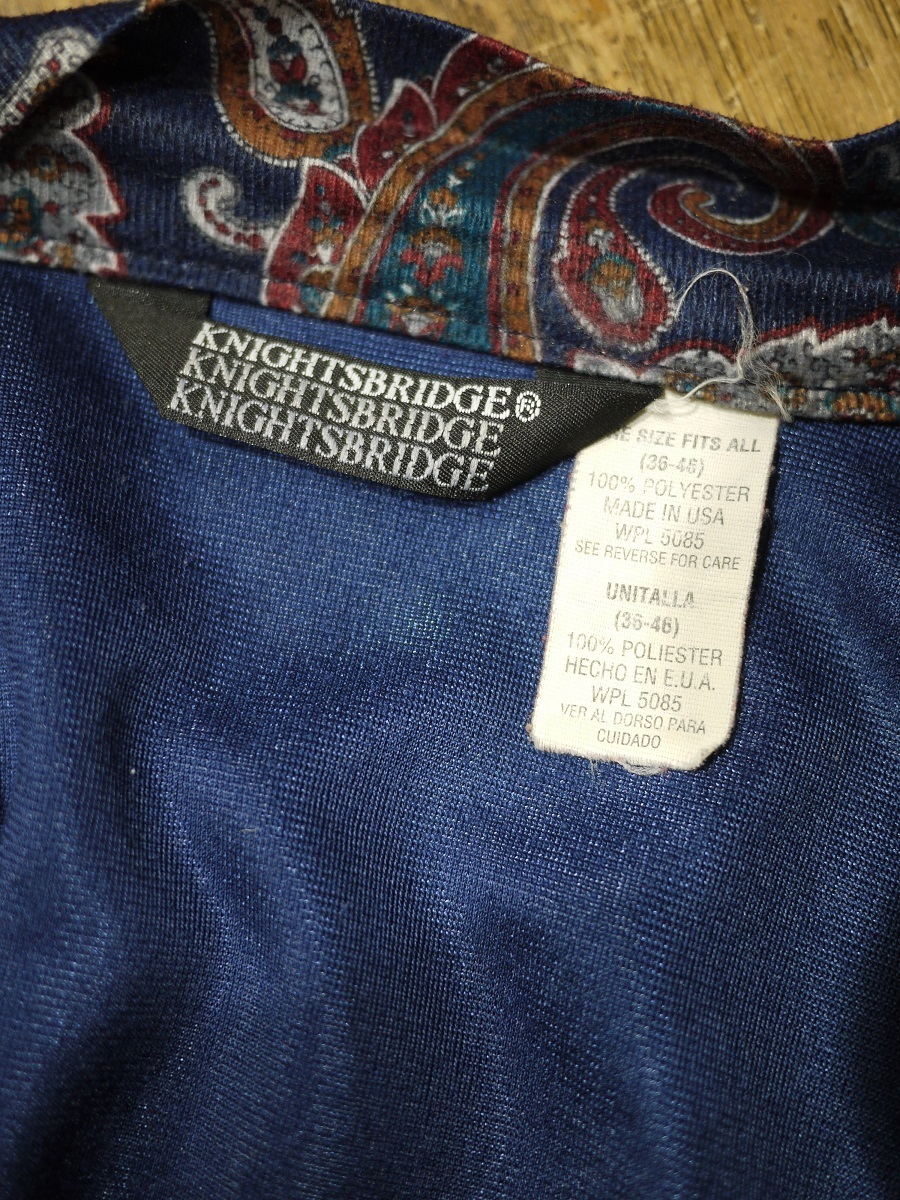 KNIGHTSBRIDGE®
KNIGHTSBRIDGE
KNIGHTSBRIDGE
SIZE FITS ALL
(36-46)
100% POLYESTER
MADE IN USA
WPL 5085
SEE REVERSE FOR CARE
UNITALLA
(36-46)
100% POLIESTER
HECHO EN E.U.A.
WPL 5085
VER AL DORSO PARA
CUIDADO